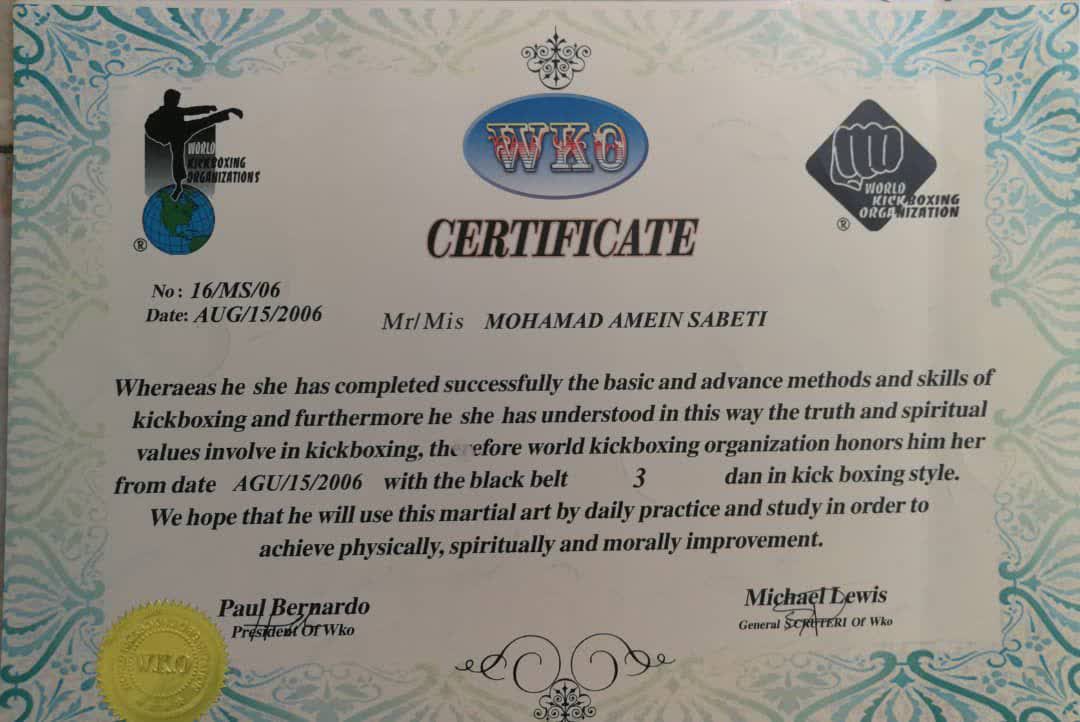 WORLD
KICKBOXING
ORGANIZATIONS
®
WKO
WORLD
KICKBOXING
ORGANIZATION
®
CERTIFICATE
No: 16/MS/06
Date: AUG/15/2006
Mr/Mis MOHAMAD AMEIN SABETI
Wheraeas he she has completed successfully the basic and advance methods and skills of
kickboxing and furthermore he she has understood in this way the truth and spiritual
values involve in kickboxing, therefore world kickboxing organization honors him her
from date AGU/15/2006 with the black belt 3 dan in kick boxing style.
We hope that he will use this martial art by daily practice and study in order to
achieve physically, spiritually and morally improvement.
Paul Bernardo
President Of Wko
Michael Lewis
General SCRUTERI Of Wko
WKO